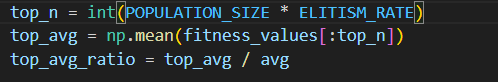 top_n = int(POPULATION_SIZE * ELITISM_RATE)
top_avg = np.mean(fitness_values[:top_n])
top_avg_ratio = top_avg / avg